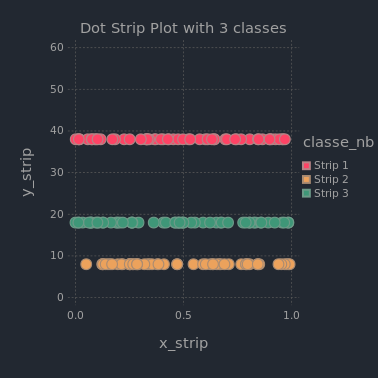 Dot Strip Plot with 3 classes
60
50
40
30
20
10
0
y_strip
0.0
0.5
1.0
x_strip
classe_nb
Strip 1
Strip 2
Strip 3